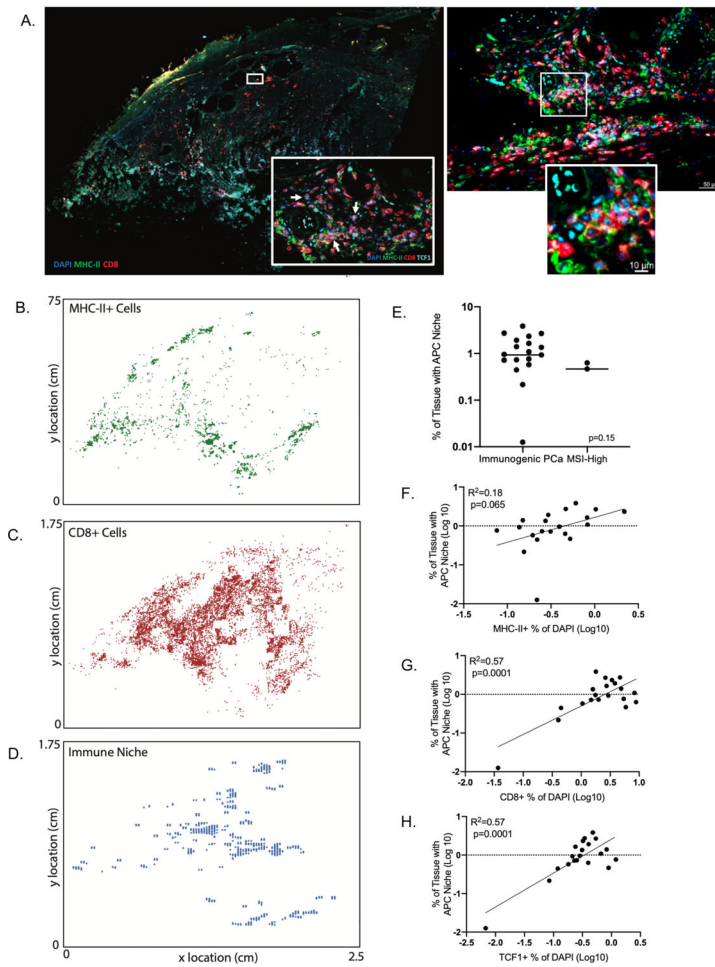 A.
DAPI MHC-II CD8
DAPI MHC-II CD8 TCF1
50 µm
10 µm
B.
75
MHC-II+ Cells
y location (cm)
0
C.
1.75
CD8+ Cells
y location (cm)
0
D.
1.75
Immune Niche
y location (cm)
0
x location (cm)
2.5
E.
% of Tissue with APC Niche
10
1
0.1
0.01
p=0.15
Immunogenic PCa MSI-High
F.
R²=0.18
p=0.065
% of Tissue with
APC Niche (Log 10)
1
0
-1
-2
-1.5 -1.0 -0.5 0.0 0.5
MHC-II+ % of DAPI (Log10)
G.
R²=0.57
p=0.0001
% of Tissue with
APC Niche (Log 10)
1
0
-1
-2
-1.5 -1.0 -0.5 0.0 0.5 1.0
CD8+ % of DAPI (Log10)
H.
R²=0.57
p=0.0001
% of Tissue with
APC Niche (Log 10)
1
0
-1
-2
-2.5 -2.0 -1.5 -1.0 -0.5 0.0 0.5
TCF1+ % of DAPI (Log10)